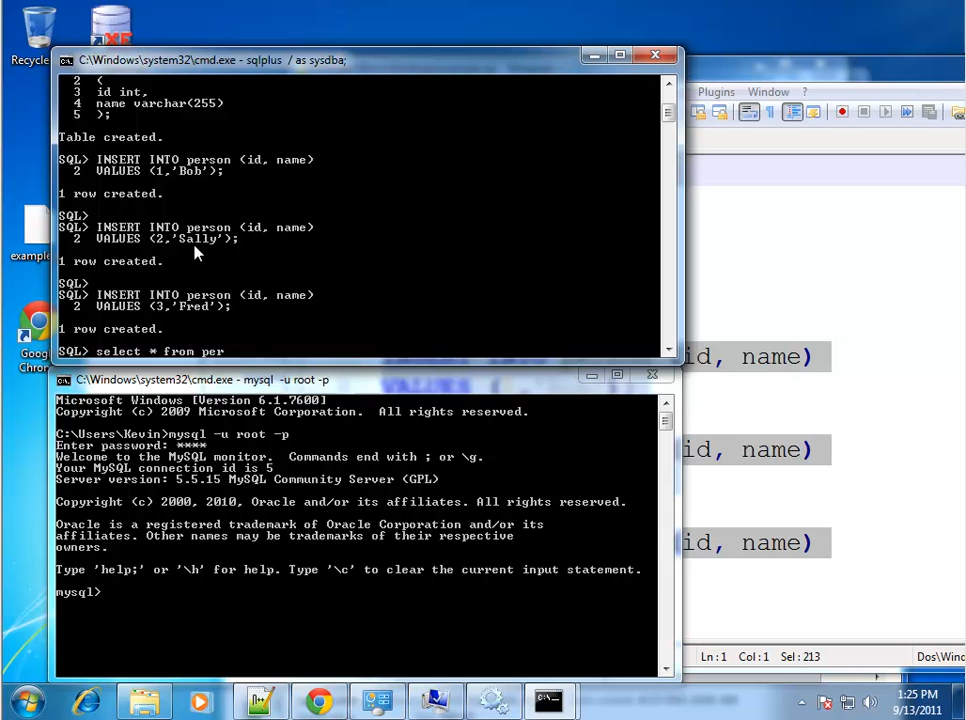 Recycle
C:\Windows\system32\cmd.exe - sqlplus / as sysdba;
2 (
3 id int,
4 name varchar(255)
5 );
Table created.
SQL> INSERT INTO person (id, name)
2 VALUES (1,'Bob');
1 row created.
SQL>
SQL> INSERT INTO person (id, name)
2 VALUES (2,'Sally');
1 row created.
SQL>
SQL> INSERT INTO person (id, name)
2 VALUES (3,'Fred');
1 row created.
SQL> select * from per
Plugins Window ?
example
Goog
Chron
id, name)
id, name)
id, name)
C:\Windows\system32\cmd.exe - mysql -u root -p
Microsoft Windows [Version 6.1.7600]
Copyright (c) 2009 Microsoft Corporation. All rights reserved.
C:\Users\Kevin>mysql -u root -p
Enter password: ****
Welcome to the MySQL monitor. Commands end with ; or \g.
Your MySQL connection id is 5
Server version: 5.5.15 MySQL Community Server (GPL)
Copyright (c) 2000, 2010, Oracle and/or its affiliates. All rights reserved.
Oracle is a registered trademark of Oracle Corporation and/or its
affiliates. Other names may be trademarks of their respective
owners.
Type 'help;' or '\h' for help. Type '\c' to clear the current input statement.
mysql>
Ln : 1 Col : 1 Sel : 213 Dos\Wind
1:25 PM
9/13/2011